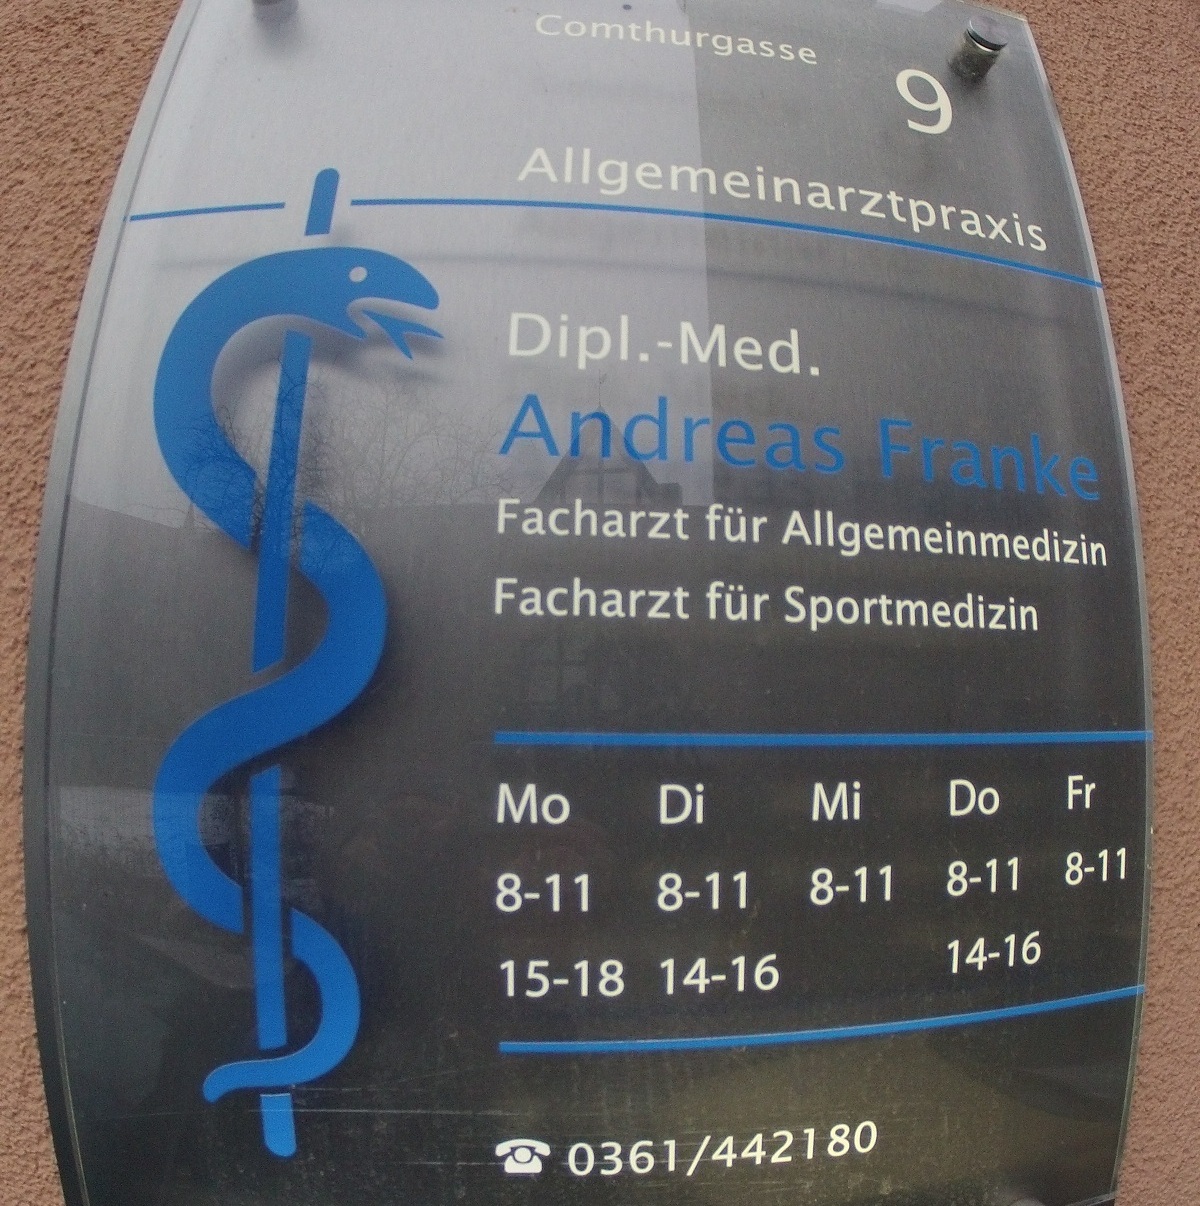 Comthurgasse
9
Allgemeinarztpraxis
Dipl.-Med.
Andreas Franke
Facharzt für Allgemeinmedizin
Facharzt für Sportmedizin
Mo Di Mi Do Fr
8-11 8-11 8-11 8-11 8-11
15-18 14-16 14-16
☎ 0361/442180